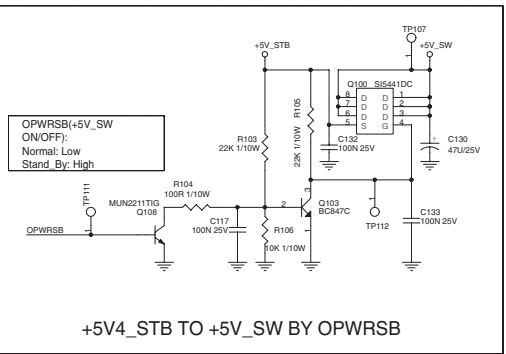 TP107
1
+5V_STB
+5V_SW
Q100 SI5441DC
8 D D 1
7 D D 2
6 D D 3
5 S G 4
OPWRSB(+5V_SW
ON/OFF):
Normal: Low
Stand_By: High
R105
22K 1/10W
R103
22K 1/10W
C132
100N 25V
+
C130
47U/25V
TP111
1
MUN2211TIG
Q108
R104
100R 1/10W
OPWRSB
C117
100N 25V
2
3
1
Q103
BC847C
R106
10K 1/10W
1
TP112
C133
100N 25V
+5V4_STB TO +5V_SW BY OPWRSB